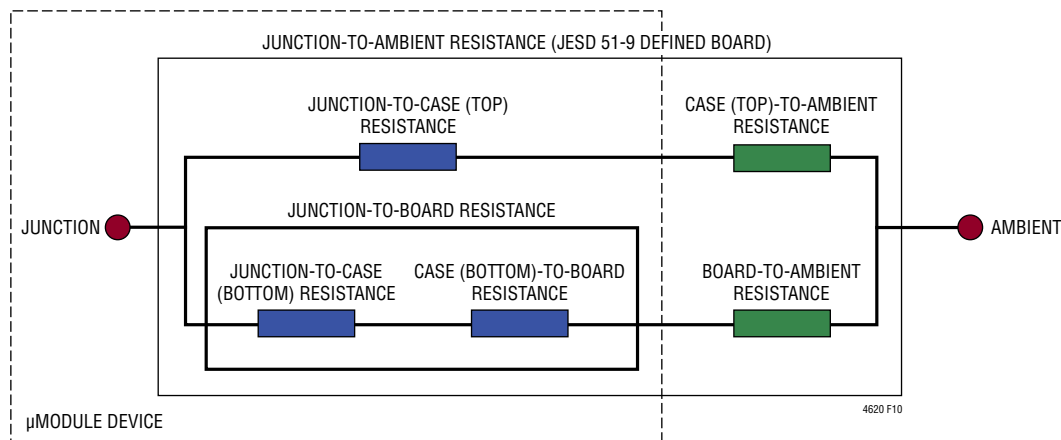 JUNCTION-TO-AMBIENT RESISTANCE (JESD 51-9 DEFINED BOARD)
JUNCTION-TO-CASE (TOP)
RESISTANCE
CASE (TOP)-TO-AMBIENT
RESISTANCE
JUNCTION-TO-BOARD RESISTANCE
JUNCTION
AMBIENT
JUNCTION-TO-CASE
(BOTTOM) RESISTANCE
CASE (BOTTOM)-TO-BOARD
RESISTANCE
BOARD-TO-AMBIENT
RESISTANCE
4620 F10
µMODULE DEVICE